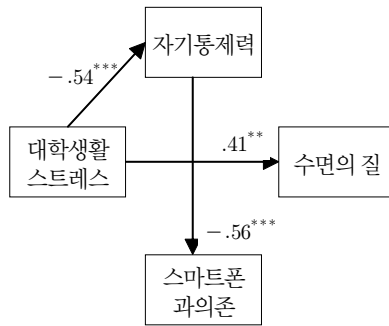 자기통제력
－.54***
대학생활
스트레스
.41**
수면의 질
－.56***
스마트폰
과의존